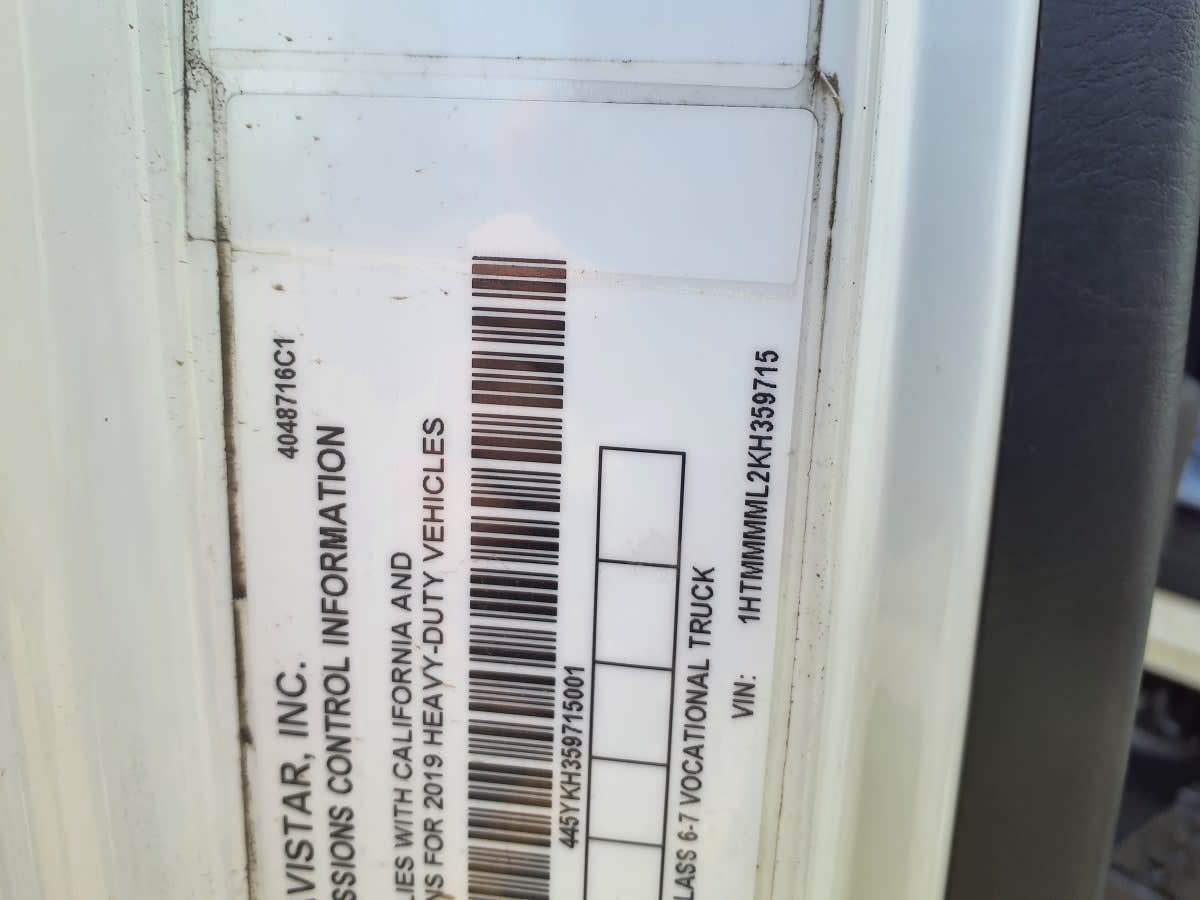 4048716C1
VISTAR, INC.
SSIONS CONTROL INFORMATION
LIES WITH CALIFORNIA AND
NS FOR 2019 HEAVY-DUTY VEHICLES
445YKH359715001
LASS 6-7 VOCATIONAL TRUCK
VIN: 1HTMMMML2KH359715